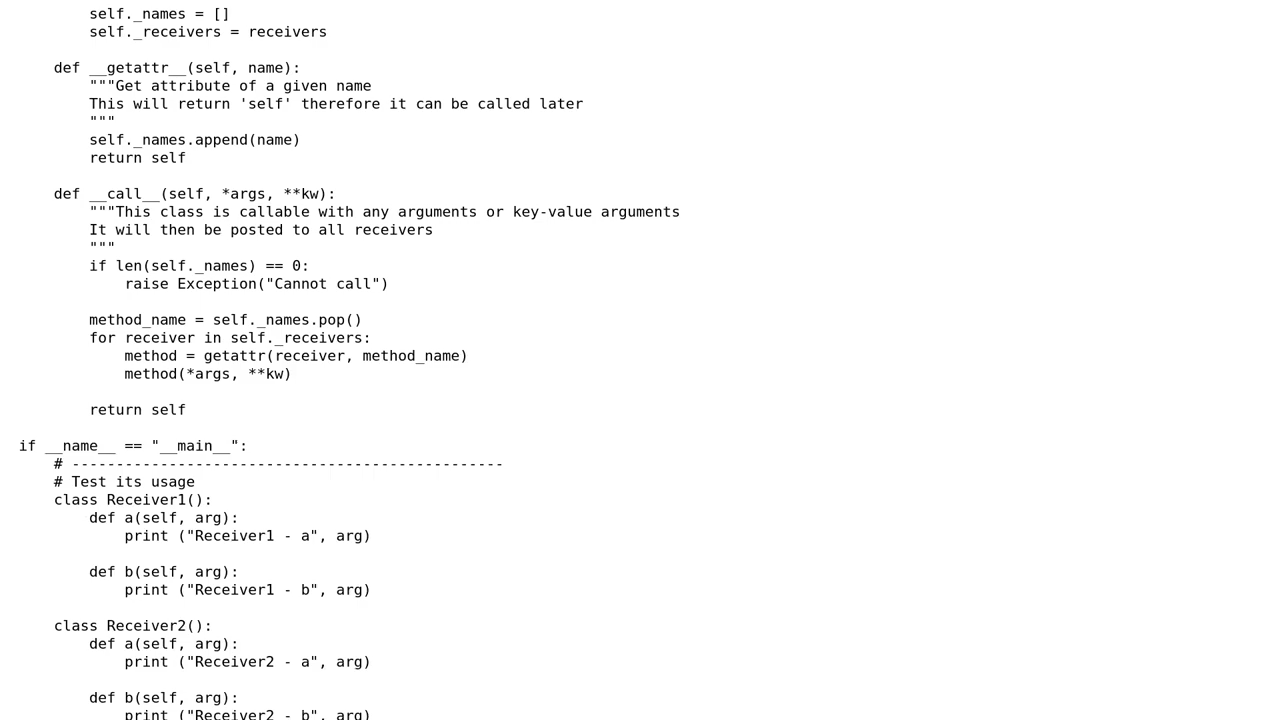 self._names = []
        self._receivers = receivers

    def __getattr__(self, name):
        """Get attribute of a given name
        This will return 'self' therefore it can be called later
        """
        self._names.append(name)
        return self

    def __call__(self, *args, **kw):
        """This class is callable with any arguments or key-value arguments
        It will then be posted to all receivers
        """
        if len(self._names) == 0:
            raise Exception("Cannot call")

        method_name = self._names.pop()
        for receiver in self._receivers:
            method = getattr(receiver, method_name)
            method(*args, **kw)

        return self

if __name__ == "__main__":
    # -------------------------------------------------
    # Test its usage
    class Receiver1():
        def a(self, arg):
            print ("Receiver1 - a", arg)

        def b(self, arg):
            print ("Receiver1 - b", arg)

    class Receiver2():
        def a(self, arg):
            print ("Receiver2 - a", arg)

        def b(self, arg):
            print ("Receiver2 - b", arg)